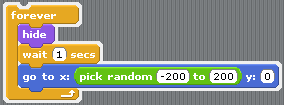 forever
hide
wait 1 secs
go to x: pick random -200 to 200 y: 0